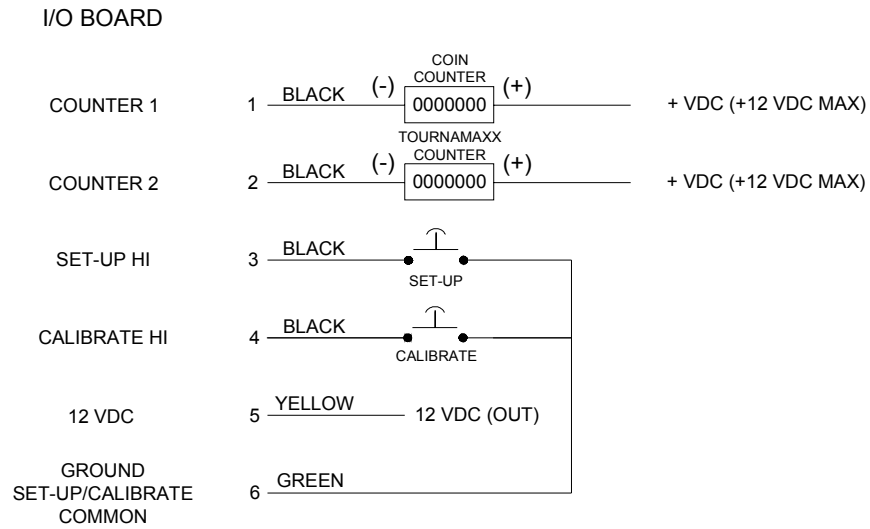 I/O BOARD
COIN
COUNTER
COUNTER 1 1 BLACK (-) 0000000 (+) + VDC (+12 VDC MAX)
TOURNAMAXX
COUNTER
COUNTER 2 2 BLACK (-) 0000000 (+) + VDC (+12 VDC MAX)
SET-UP HI 3 BLACK
SET-UP
CALIBRATE HI 4 BLACK
CALIBRATE
12 VDC 5 YELLOW 12 VDC (OUT)
GROUND
SET-UP/CALIBRATE 6 GREEN
COMMON